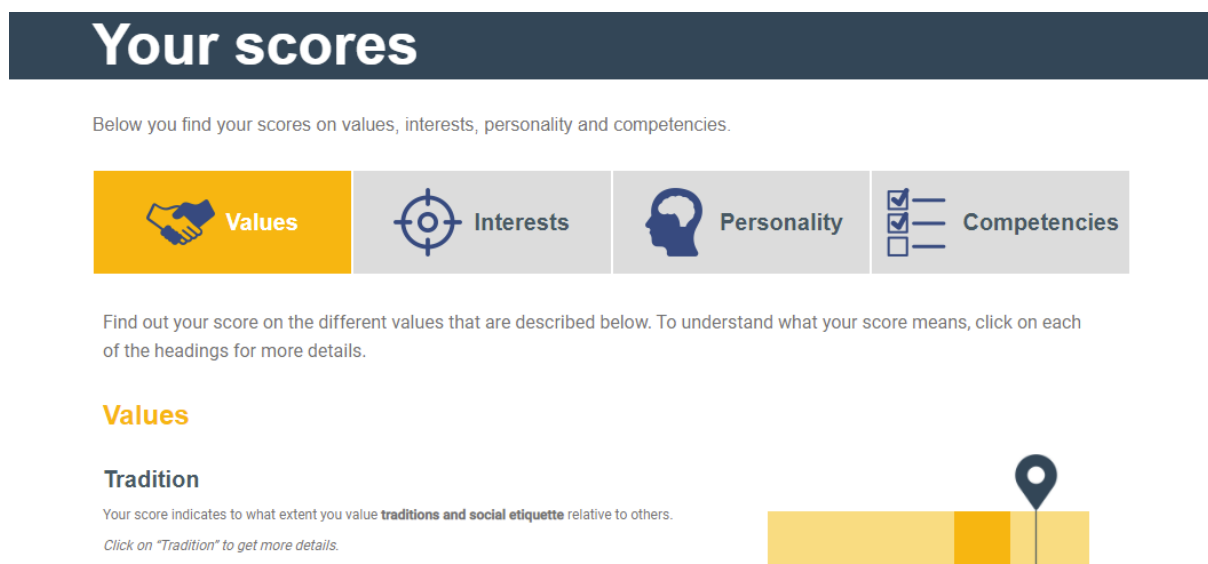 Your scores
Below you find your scores on values, interests, personality and competencies.
Values
Interests
Personality
Competencies
Find out your score on the different values that are described below. To understand what your score means, click on each
of the headings for more details.
Values
Tradition
Your score indicates to what extent you value traditions and social etiquette relative to others.
Click on “Tradition” to get more details.